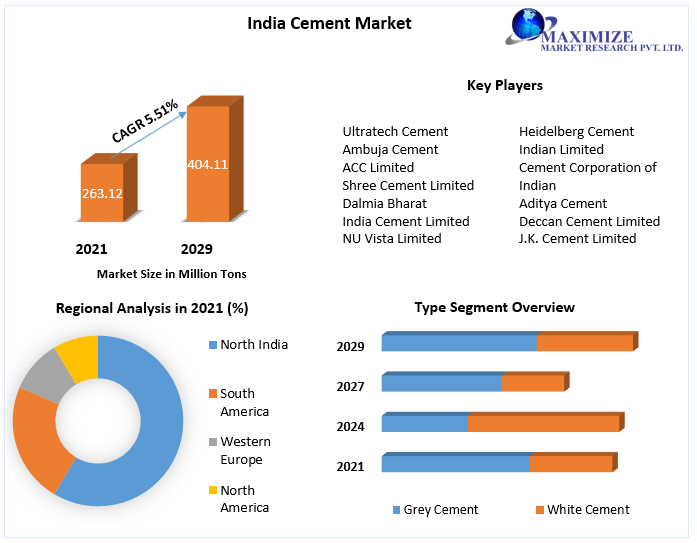 India Cement Market
MAXIMIZE
MARKET RESEARCH PVT. LTD.
CAGR 5.51%
263.12
404.11
2021
2029
Market Size in Million Tons
Key Players
Ultratech Cement
Ambuja Cement
ACC Limited
Shree Cement Limited
Dalmia Bharat
India Cement Limited
NU Vista Limited
Heidelberg Cement
Indian Limited
Cement Corporation of
Indian
Aditya Cement
Deccan Cement Limited
J.K. Cement Limited
Regional Analysis in 2021 (%)
North India
South
America
Western
Europe
North
America
Type Segment Overview
2029
2027
2024
2021
Grey Cement
White Cement